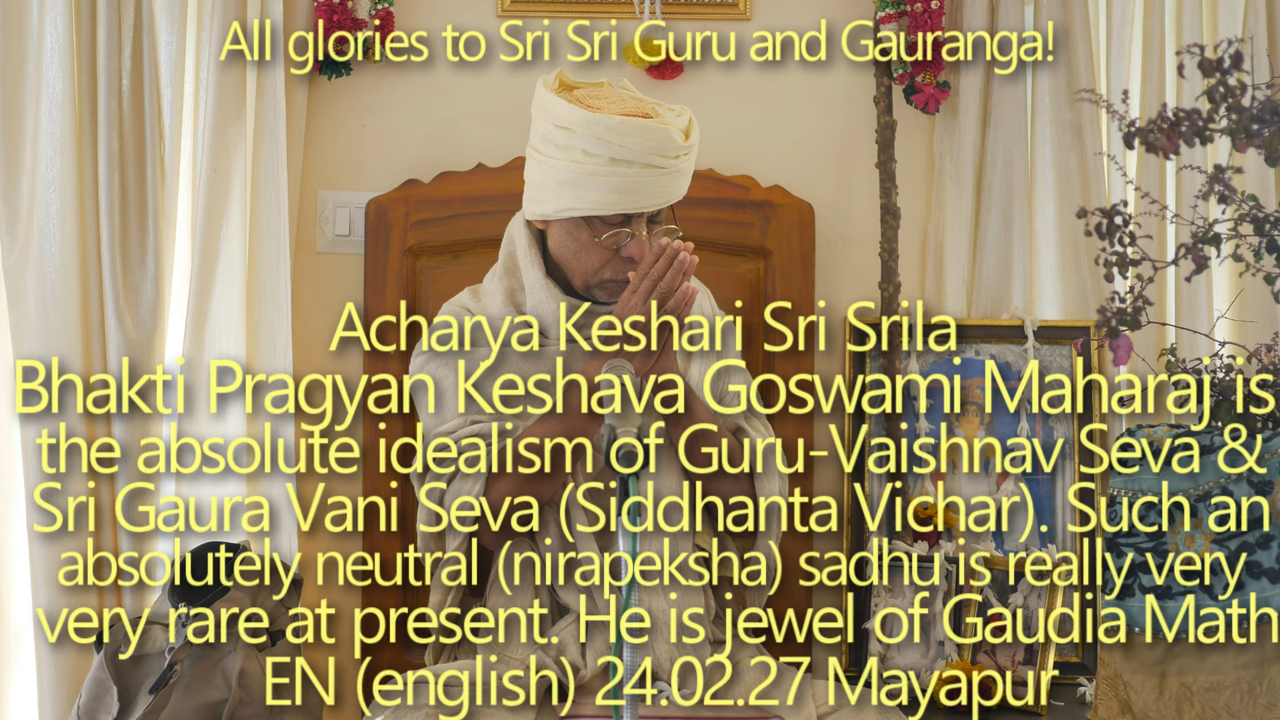 All glories to Sri Sri Guru and Gauranga!
Acharya Keshari Sri Srila
Bhakti Pragyan Keshava Goswami Maharaj is
the absolute idealism of Guru-Vaishnav Seva &
Sri Gaura Vani Seva (Siddhanta Vichar). Such an
absolutely neutral (nirapeksha) sadhu is really very
very rare at present. He is jewel of Gaudia Math
EN (english) 24.02.27 Mayapur